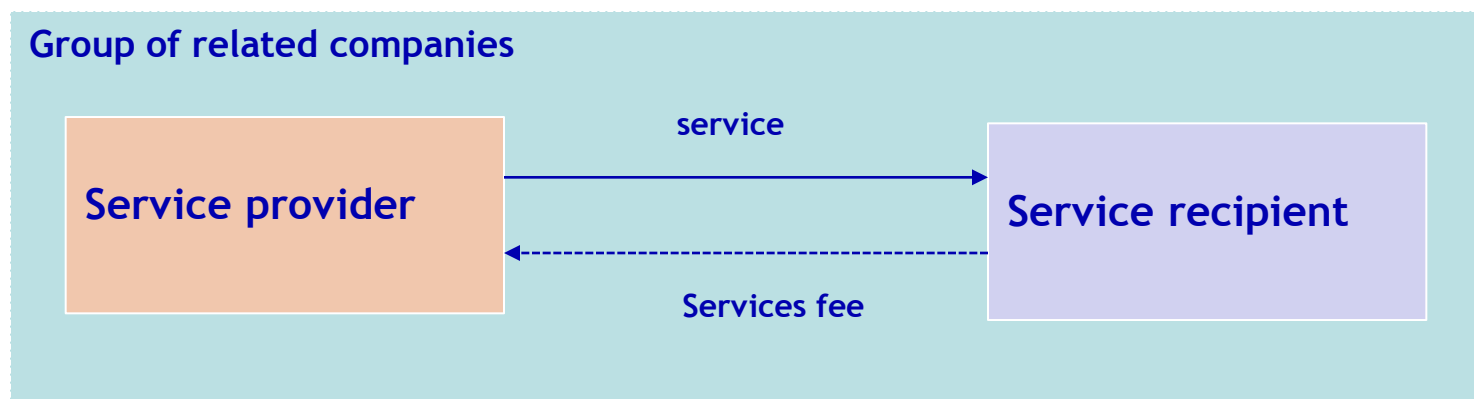 Group of related companies
service
Service provider
Service recipient
Services fee